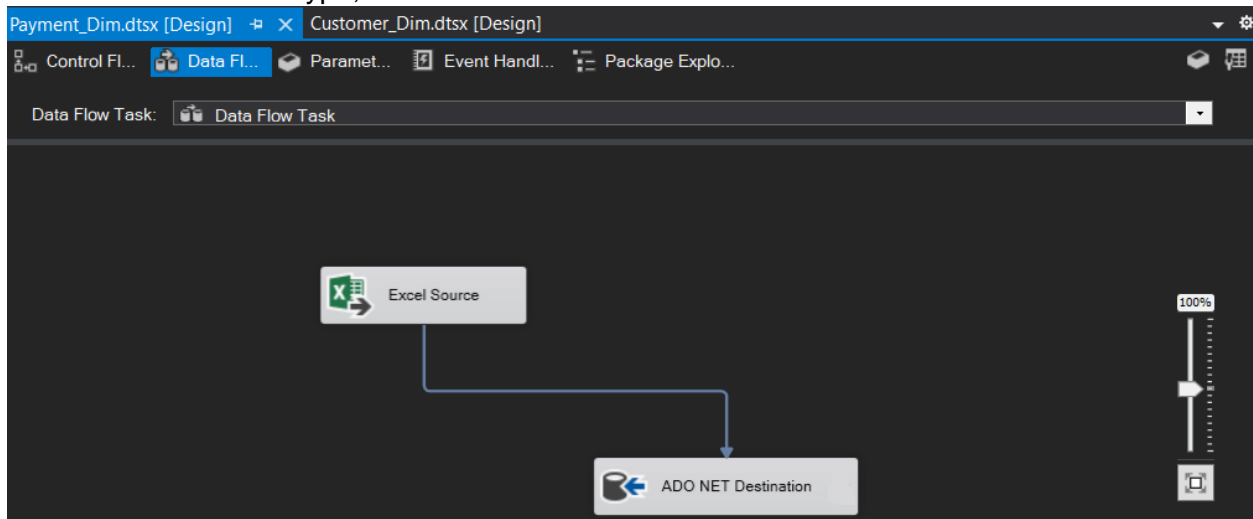 Payment_Dim.dtsx [Design] Customer_Dim.dtsx [Design]
Control Fl... Data Fl... Paramet... Event Handl... Package Explo...
Data Flow Task: Data Flow Task
Excel Source
100%
ADO NET Destination